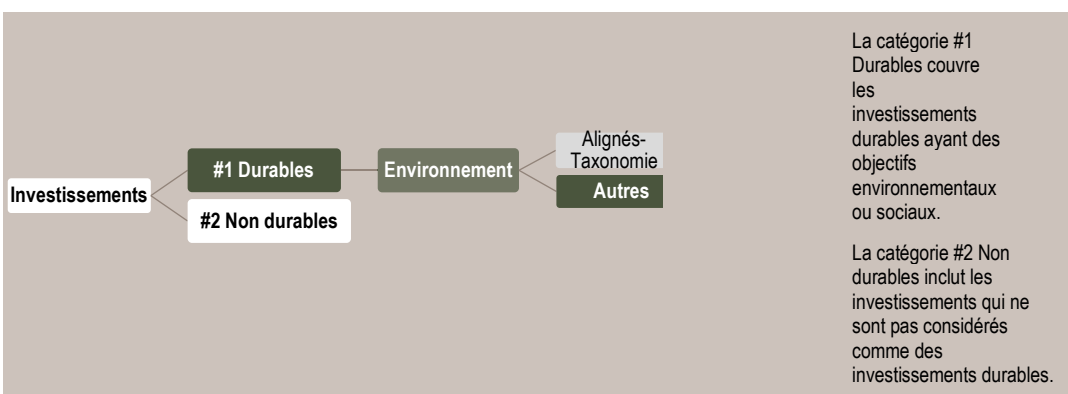 Investissements
#1 Durables
#2 Non durables
Environnement
Alignés-
Taxonomie
Autres
La catégorie #1
Durables couvre
les
investissements
durables ayant des
objectifs
environnementaux
ou sociaux.
La catégorie #2 Non
durables inclut les
investissements qui ne
sont pas considérés
comme des
investissements durables.